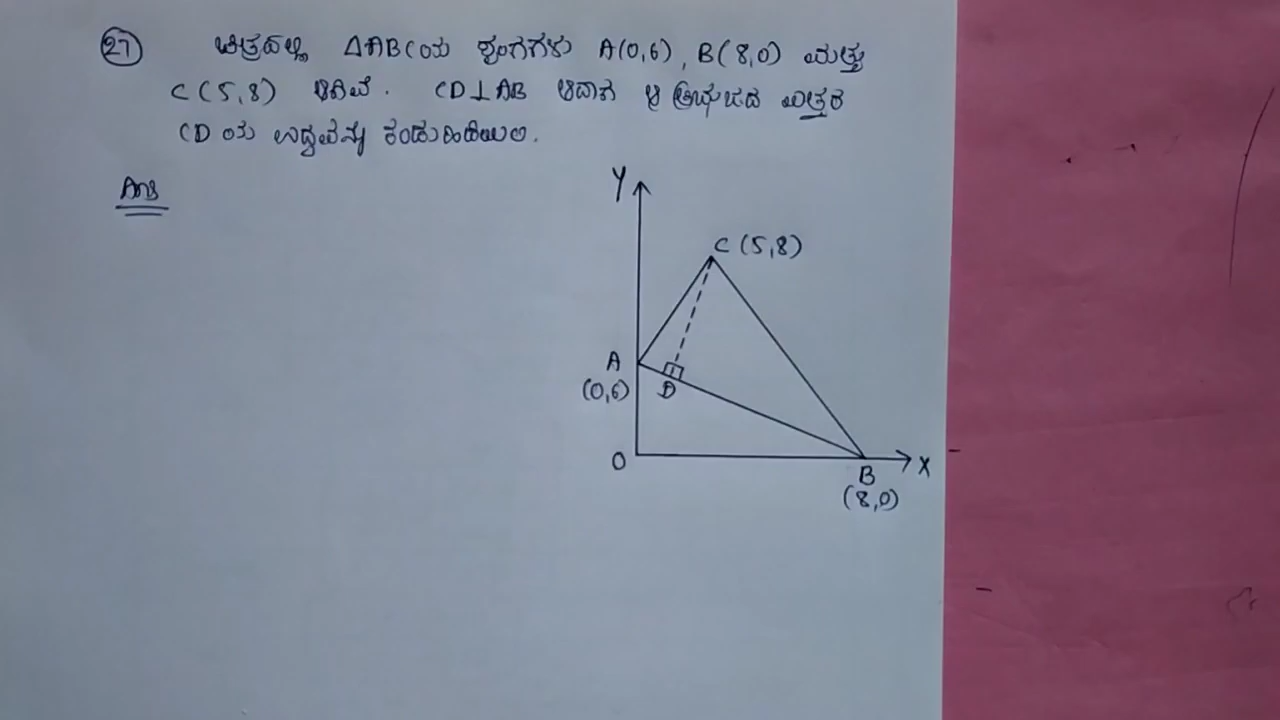 27 ಚಿತ್ರದಲ್ಲಿ ΔABC ಯ ಶೃಂಗಗಳು A(0,6), B(8,0) ಮತ್ತು
C(5,8) ಆಗಿವೆ. CD⊥AB ಆದಾಗ ಈ ತ್ರಿಭುಜದ ಎತ್ತರ
CD ಯ ಉದ್ದವನ್ನು ಕಂಡುಹಿಡಿಯಿರಿ.
Ans
Y
C(5,8)
A
(0,6)
D
O
X
B
(8,0)